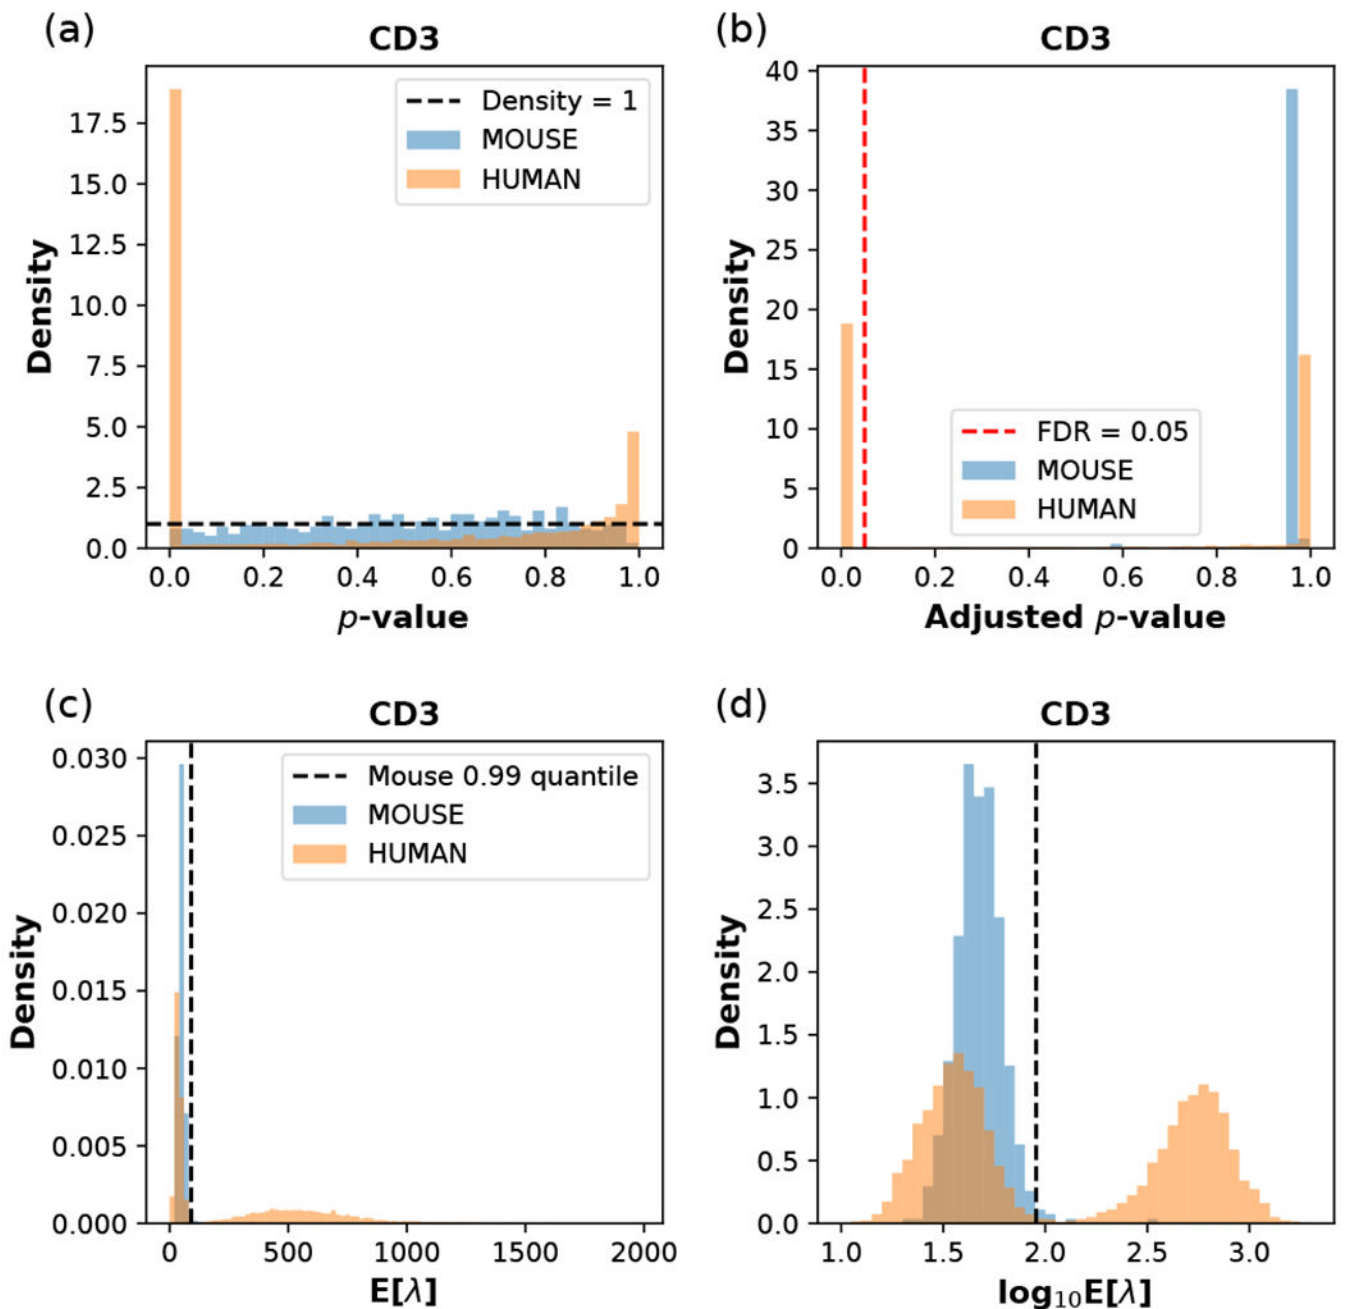 (a)
CD3
Density
17.5
15.0
12.5
10.0
7.5
5.0
2.5
0.0
Density = 1
MOUSE
HUMAN
0.0 0.2 0.4 0.6 0.8 1.0
p-value
(b)
CD3
Density
40
35
30
25
20
15
10
5
0
FDR = 0.05
MOUSE
HUMAN
0.0 0.2 0.4 0.6 0.8 1.0
Adjusted p-value
(c)
CD3
Density
0.030
0.025
0.020
0.015
0.010
0.005
0.000
Mouse 0.99 quantile
MOUSE
HUMAN
0 500 1000 1500 2000
E[λ]
(d)
CD3
Density
3.5
3.0
2.5
2.0
1.5
1.0
0.5
0.0
1.0 1.5 2.0 2.5 3.0
log₁₀E[λ]